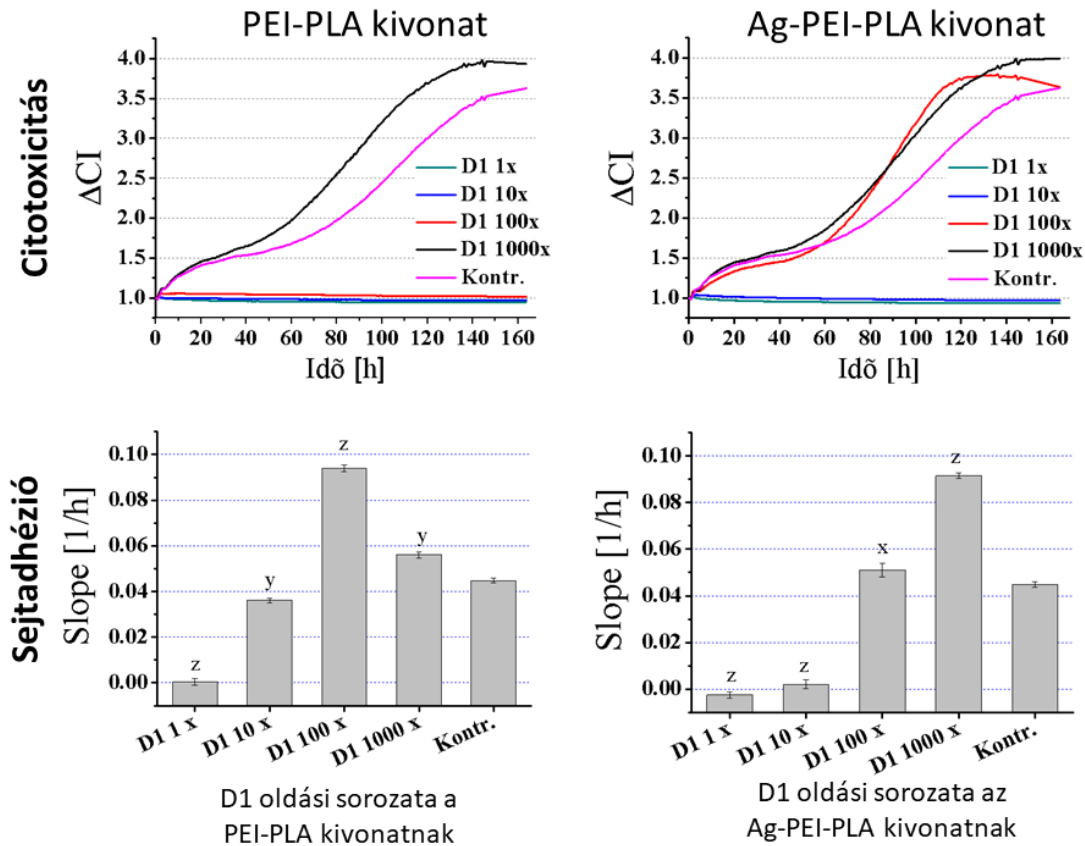 PEI-PLA kivonat
Ag-PEI-PLA kivonat
Citotoxicitás
ΔCI
4.0
3.5
3.0
2.5
2.0
1.5
1.0
D1 1x
D1 10x
D1 100x
D1 1000x
Kontr.
0 20 40 60 80 100 120 140 160
Idõ [h]
ΔCI
4.0
3.5
3.0
2.5
2.0
1.5
1.0
D1 1x
D1 10x
D1 100x
D1 1000x
Kontr.
0 20 40 60 80 100 120 140 160
Idõ [h]
Sejtadhézió
Slope [1/h]
0.10
0.08
0.06
0.04
0.02
0.00
z
y
z
y
D1 1 x
D1 10 x
D1 100 x
D1 1000 x
Kontr.
D1 oldási sorozata a
PEI-PLA kivonatnak
Slope [1/h]
0.10
0.08
0.06
0.04
0.02
0.00
z
z
x
z
D1 1 x
D1 10 x
D1 100 x
D1 1000 x
Kontr.
D1 oldási sorozata az
Ag-PEI-PLA kivonatnak